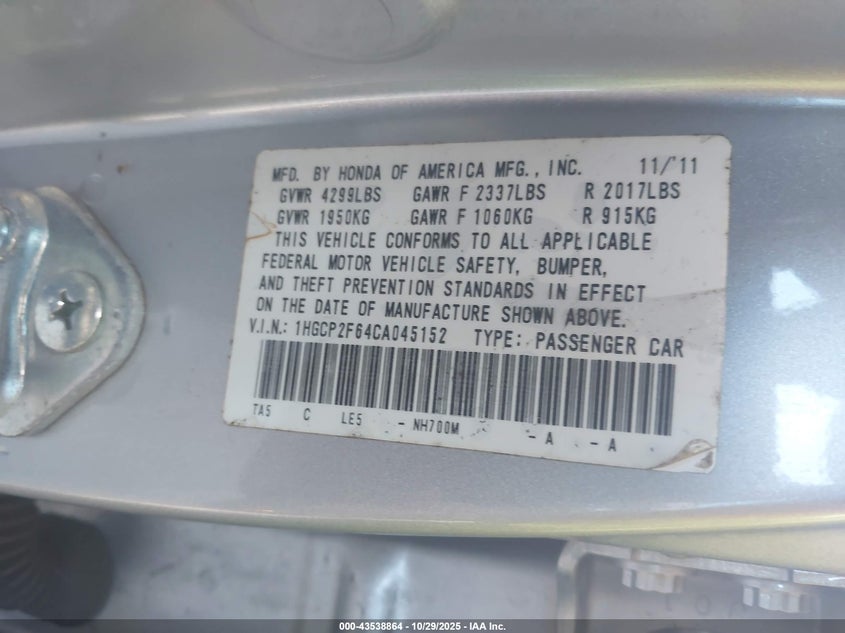 MFD. BY HONDA OF AMERICA MFG., INC. 11/'11
GVWR 4299LBS GAWR F 2337LBS R 2017LBS
GVWR 1950KG GAWR F 1060KG R 915KG
THIS VEHICLE CONFORMS TO ALL APPLICABLE
FEDERAL MOTOR VEHICLE SAFETY, BUMPER,
AND THEFT PREVENTION STANDARDS IN EFFECT
ON THE DATE OF MANUFACTURE SHOWN ABOVE.
V.I.N.: 1HGCP2F64CA045152 TYPE: PASSENGER CAR
TA5 C LE5 - NH700M - A - A
000-43538864 - 10/29/2025 - IAA Inc.